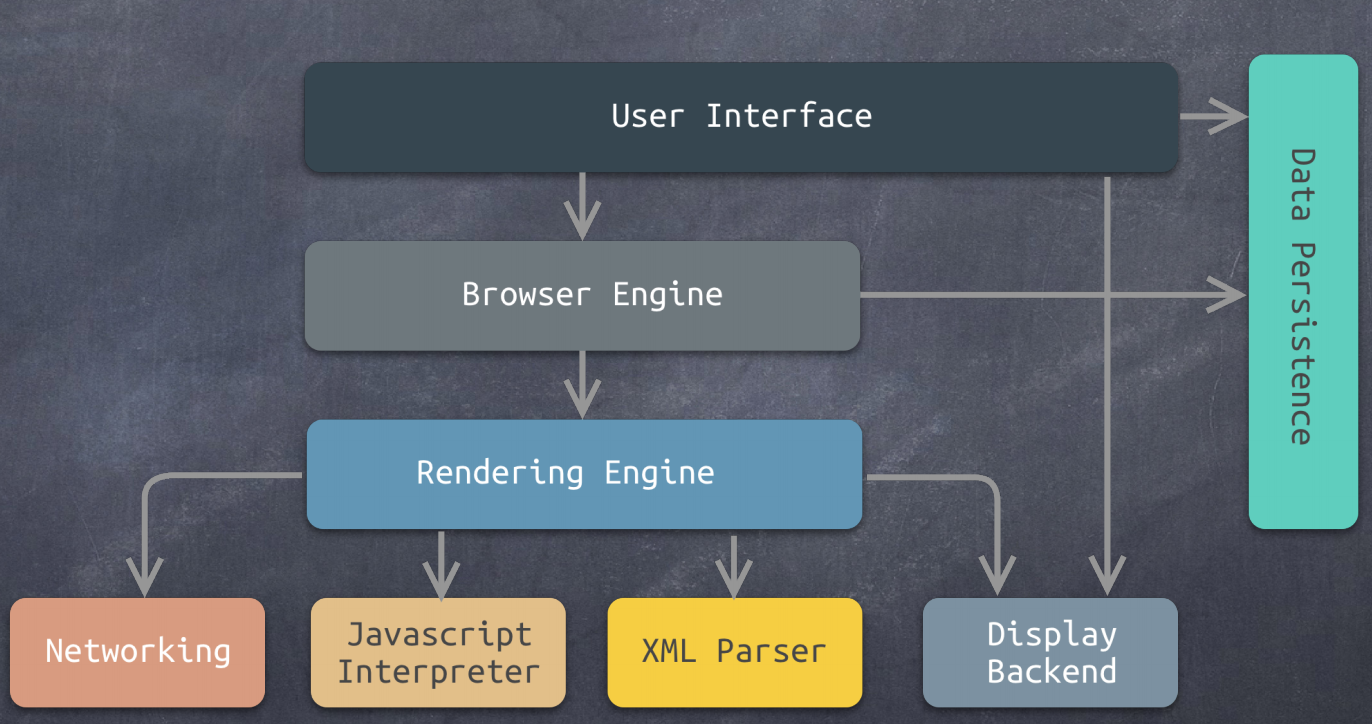 User Interface
Data Persistence
Browser Engine
Rendering Engine
Networking
Javascript
Interpreter
XML Parser
Display
Backend